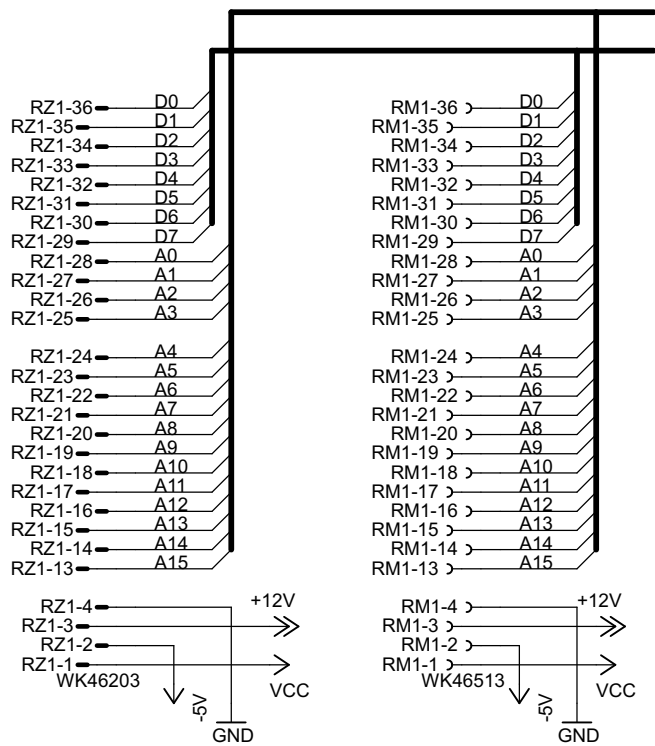 RZ1-36 D0 RM1-36 D0
RZ1-35 D1 RM1-35 D1
RZ1-34 D2 RM1-34 D2
RZ1-33 D3 RM1-33 D3
RZ1-32 D4 RM1-32 D4
RZ1-31 D5 RM1-31 D5
RZ1-30 D6 RM1-30 D6
RZ1-29 D7 RM1-29 D7
RZ1-28 A0 RM1-28 A0
RZ1-27 A1 RM1-27 A1
RZ1-26 A2 RM1-26 A2
RZ1-25 A3 RM1-25 A3
RZ1-24 A4 RM1-24 A4
RZ1-23 A5 RM1-23 A5
RZ1-22 A6 RM1-22 A6
RZ1-21 A7 RM1-21 A7
RZ1-20 A8 RM1-20 A8
RZ1-19 A9 RM1-19 A9
RZ1-18 A10 RM1-18 A10
RZ1-17 A11 RM1-17 A11
RZ1-16 A12 RM1-16 A12
RZ1-15 A13 RM1-15 A13
RZ1-14 A14 RM1-14 A14
RZ1-13 A15 RM1-13 A15
RZ1-4 +12V RM1-4 +12V
RZ1-3 RM1-3
RZ1-2 RM1-2
RZ1-1 RM1-1
WK46203 VCC WK46513 VCC
-5V -5V
GND GND